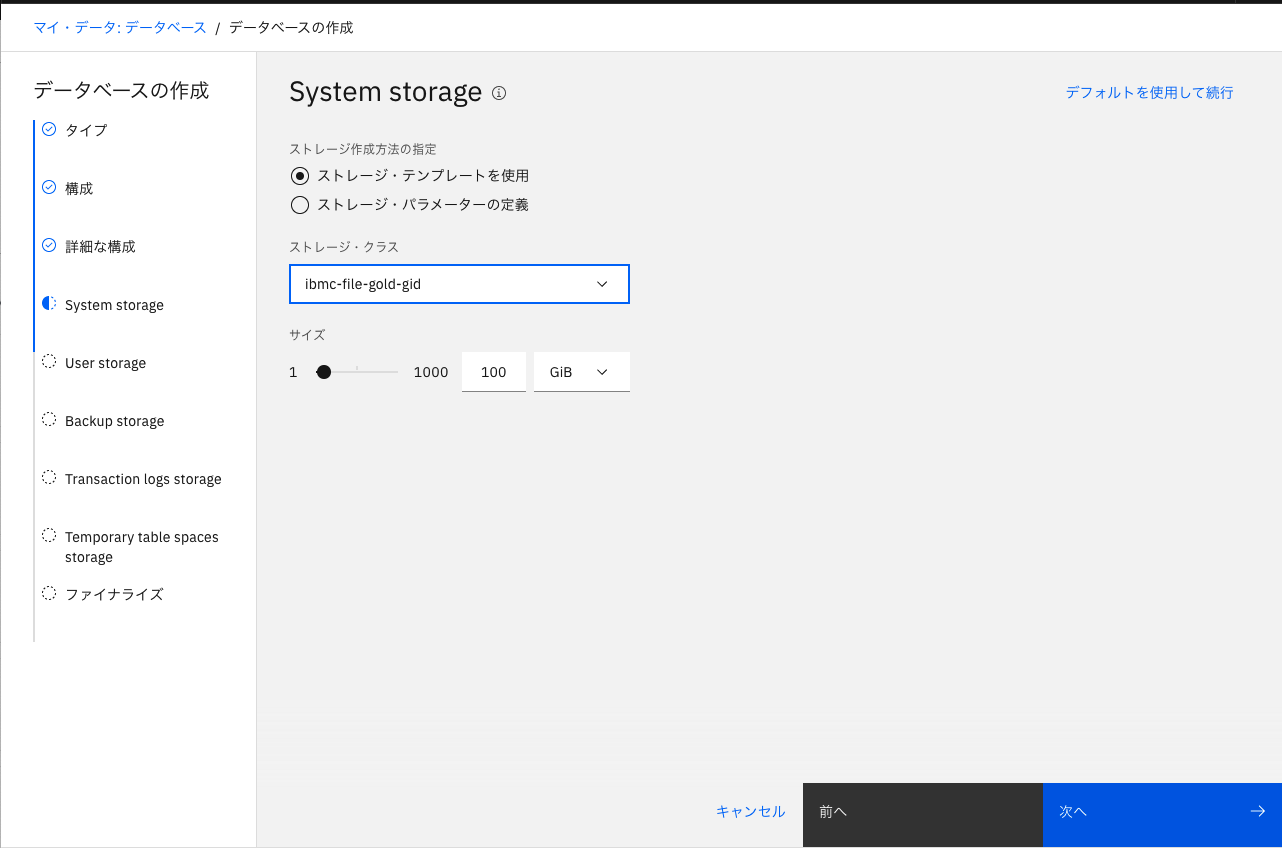 マイ・データ: データベース / データベースの作成
データベースの作成
タイプ
構成
詳細な構成
System storage
User storage
Backup storage
Transaction logs storage
Temporary table spaces
storage
ファイナライズ
System storage
デフォルトを使用して続行
ストレージ作成方法の指定
ストレージ・テンプレートを使用
ストレージ・パラメーターの定義
ストレージ・クラス
ibmc-file-gold-gid
サイズ
1 1000 100 GiB
キャンセル 前へ 次へ